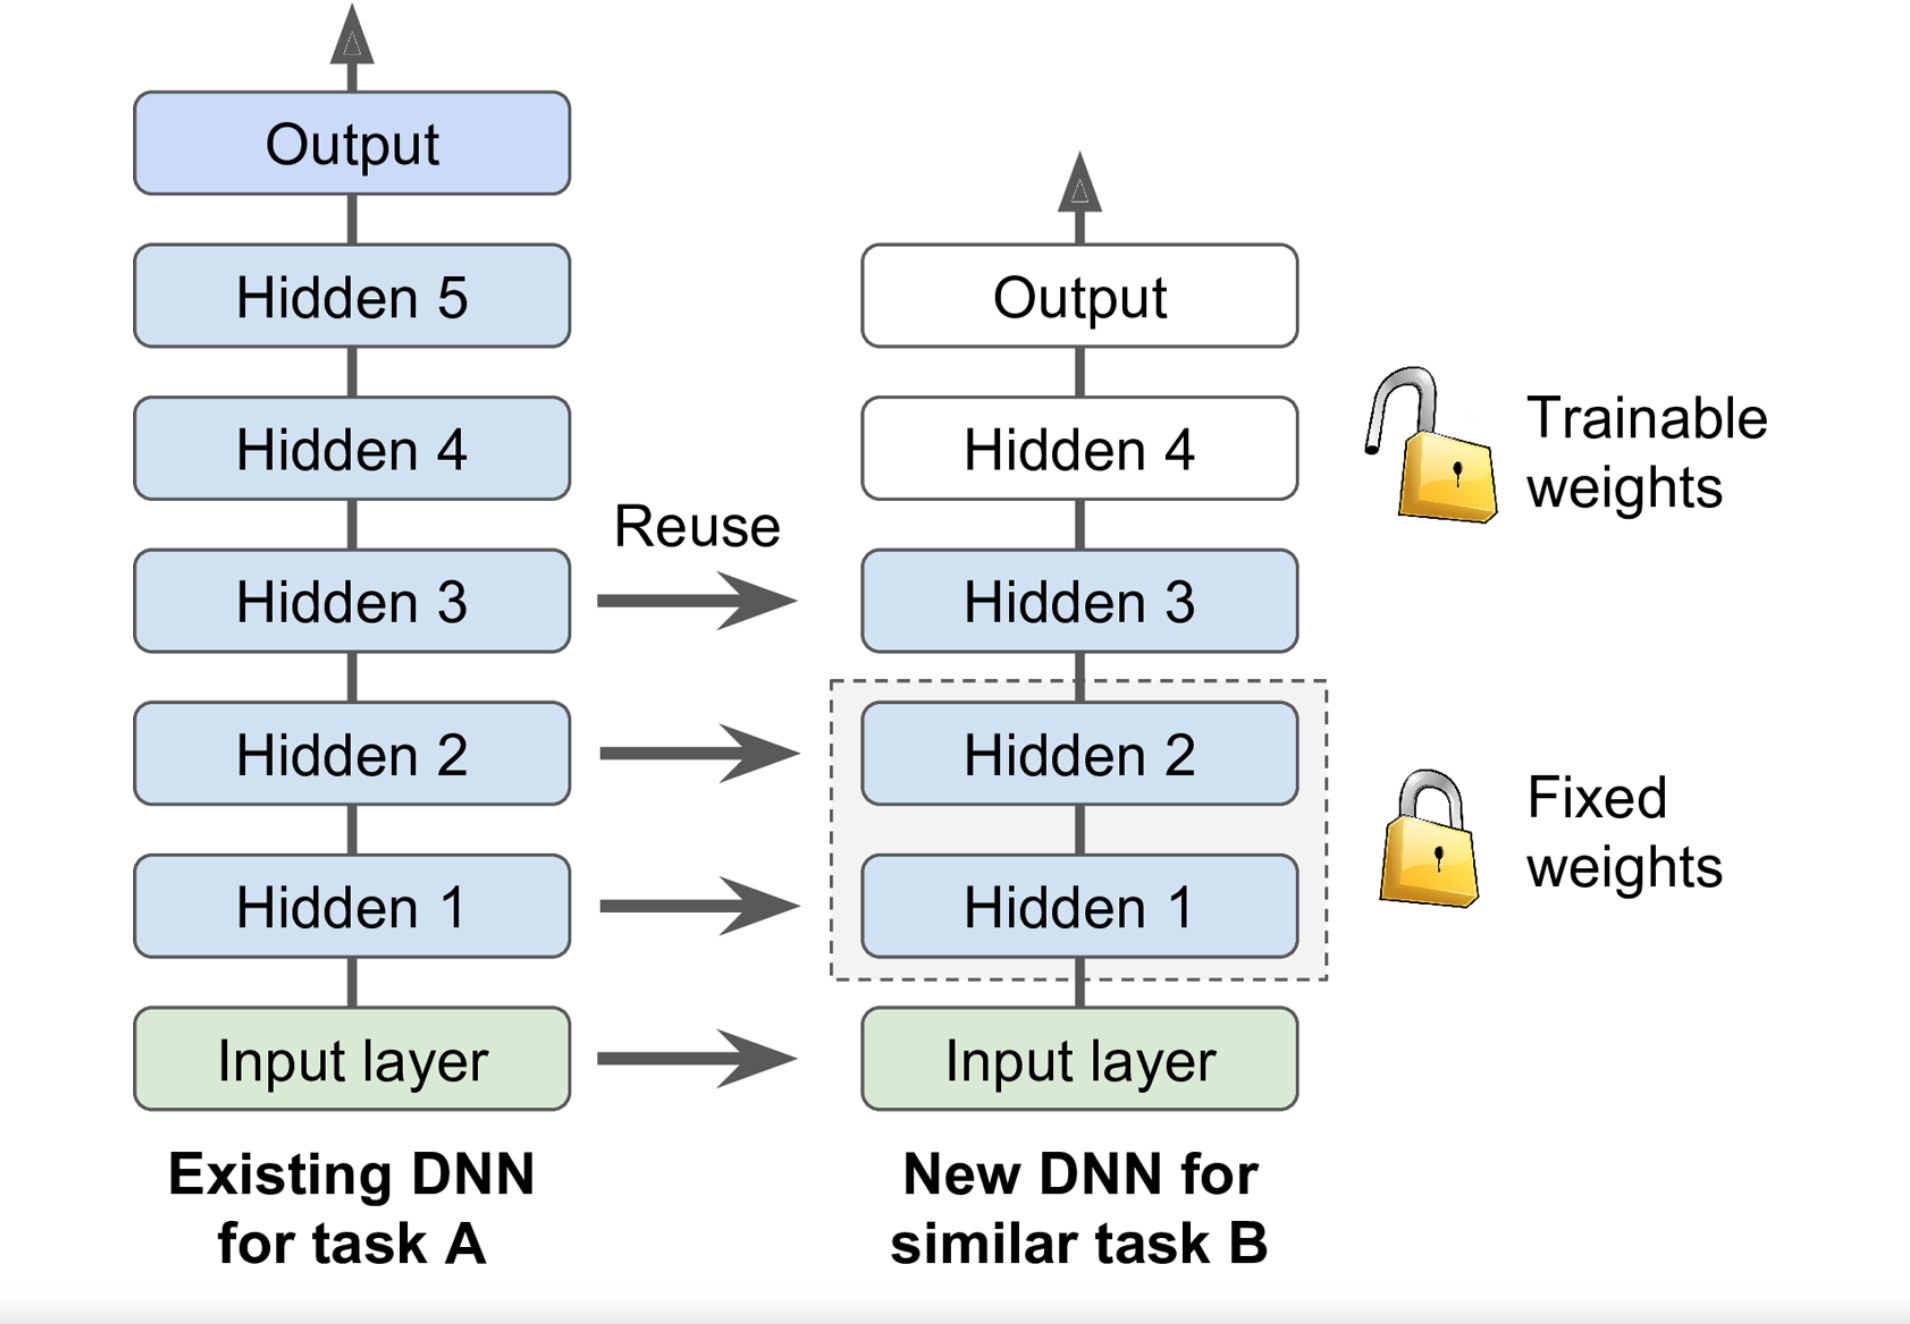 Output
Hidden 5
Hidden 4
Hidden 3
Hidden 2
Hidden 1
Input layer
Existing DNN
for task A
Reuse
Output
Hidden 4
Hidden 3
Hidden 2
Hidden 1
Input layer
New DNN for
similar task B
Trainable
weights
Fixed
weights